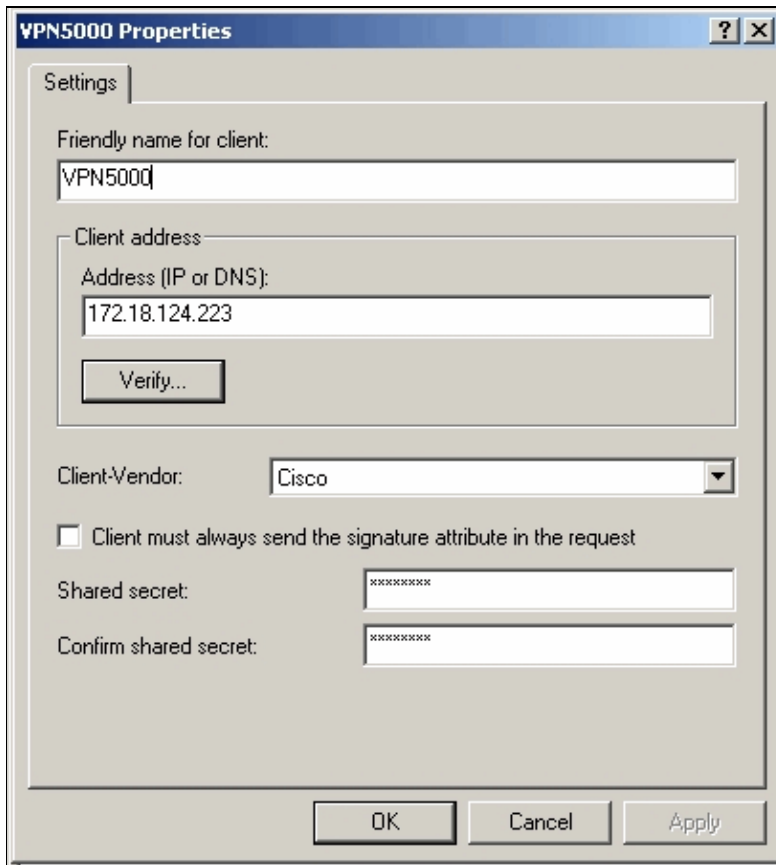 VPN5000 Properties
Settings
Friendly name for client:
VPN5000
Client address
Address (IP or DNS):
172.18.124.223
Verify...
Client-Vendor: Cisco
Client must always send the signature attribute in the request
Shared secret: ********
Confirm shared secret: ********
OK Cancel Apply